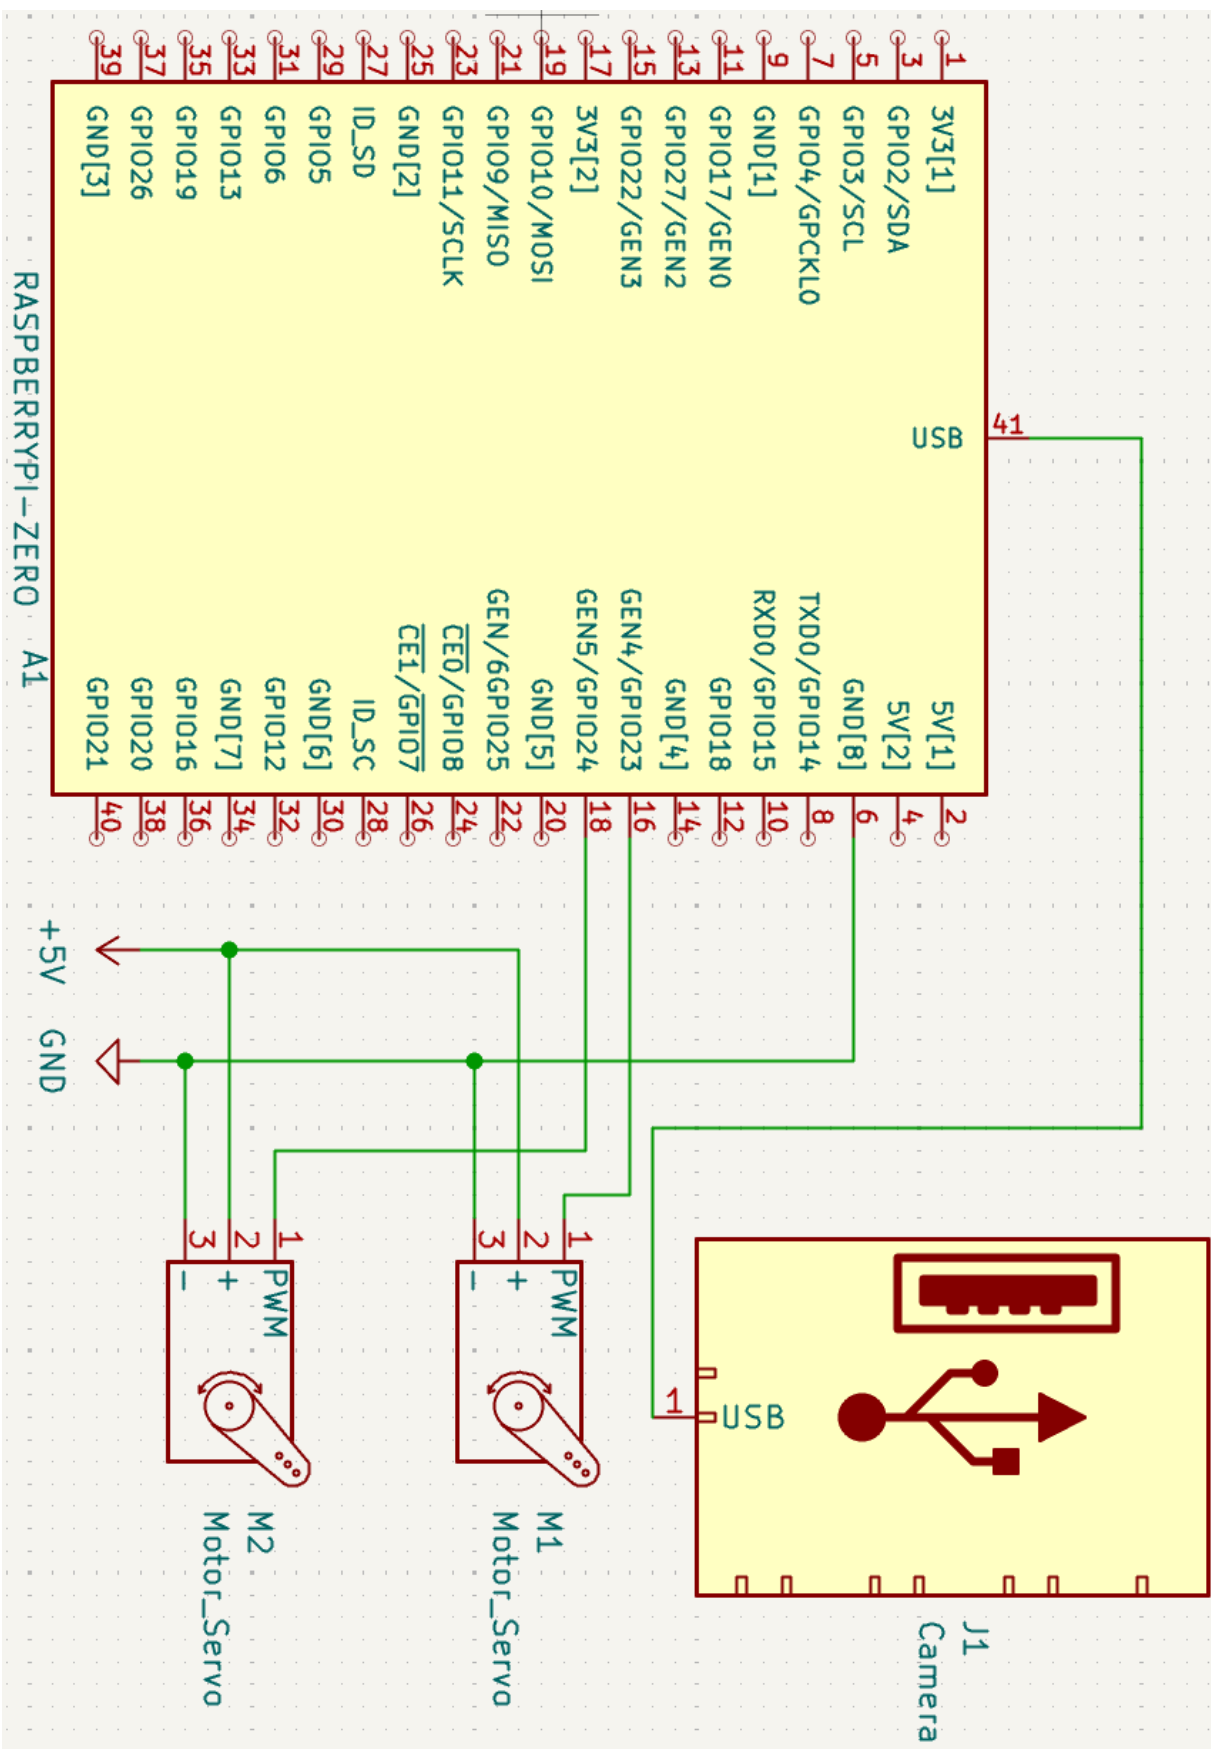 39
37
35
33
31
29
27
25
23
21
19
17
15
13
11
9
7
5
3
1
GND[3]
GPIO26
GPIO19
GPIO13
GPIO6
GPIO5
ID_SD
GND[2]
GPIO11/SCLK
GPIO9/MISO
GPIO10/MOSI
3V3[2]
GPIO22/GEN3
GPIO27/GEN2
GPIO17/GEN0
GND[1]
GPIO4/GPCKLO
GPIO3/SCL
GPIO2/SDA
3V3[1]
RASPBERRYPI-ZERO
A1
USB
41
GPIO21
GPIO20
GPIO16
GND[7]
GPIO12
GND[6]
ID_SC
CE1/GPIO7
CE0/GPIO8
GEN/6GPIO25
GND[5]
GEN5/GPIO24
GEN4/GPIO23
GND[4]
GPIO18
RXD0/GPIO15
TXD0/GPIO14
GND[8]
5V[2]
5V[1]
40
38
36
34
32
30
28
26
24
22
20
18
16
14
12
10
8
6
4
2
+5V
GND
3
2
1
-
+
PWM
M2
Motor_Servo
3
2
1
-
+
PWM
M1
Motor_Servo
1
USB
J1
Camera